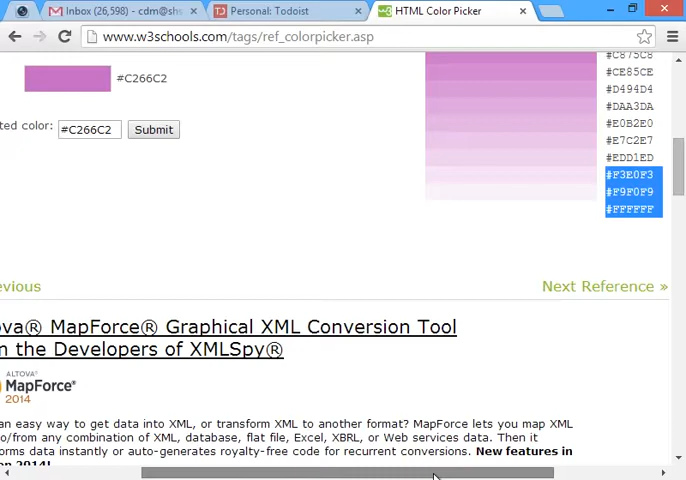 Inbox (26,598) - cdm@sh
Personal: Todoist
HTML Color Picker
www.w3schools.com/tags/ref_colorpicker.asp
#C266C2
ted color: #C266C2 Submit
#C875C8
#CE85CE
#D494D4
#DAA3DA
#E0B2E0
#E7C2E7
#EDD1ED
#F3E0F3
#F9F0F9
#FFFFFF
evious
Next Reference »
ova® MapForce® Graphical XML Conversion Tool
m the Developers of XMLSpy®
ALTOVA®
MapForce®
2014
an easy way to get data into XML, or transform XML to another format? MapForce lets you map XML
o/from any combination of XML, database, flat file, Excel, XBRL, or Web services data. Then it
orms data instantly or auto-generates royalty-free code for recurrent conversions. New features in
on 2014!